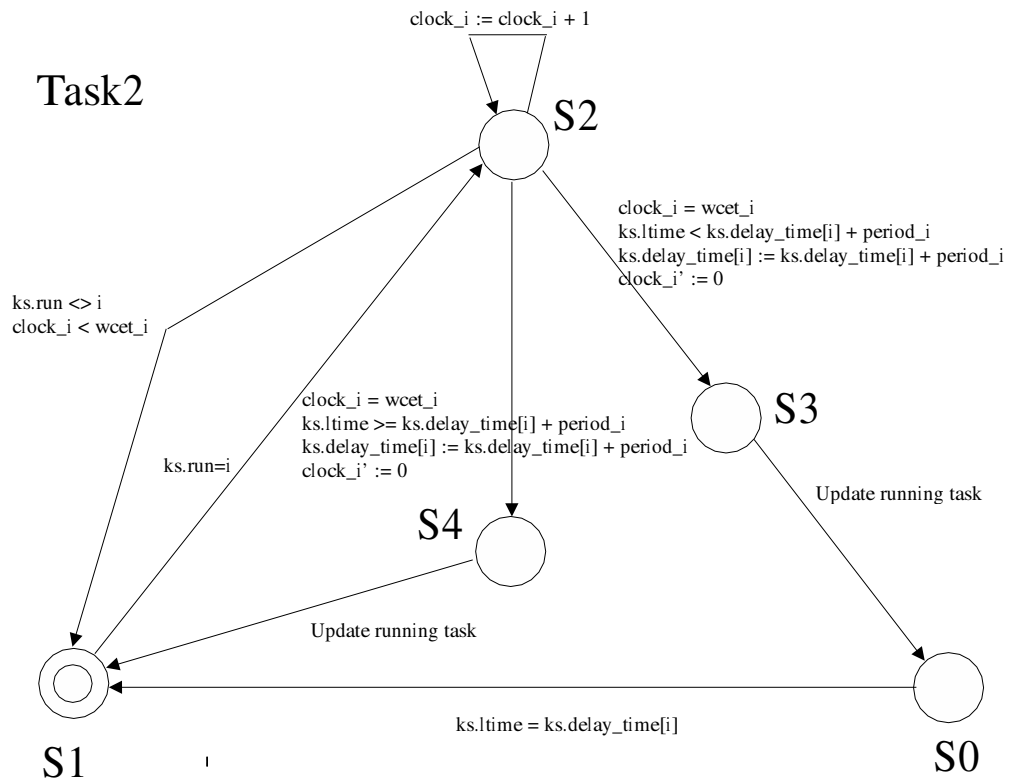 clock_i := clock_i + 1
Task2
S2
clock_i = wcet_i
ks.ltime < ks.delay_time[i] + period_i
ks.delay_time[i] := ks.delay_time[i] + period_i
clock_i' := 0
ks.run <> i
clock_i < wcet_i
clock_i = wcet_i
ks.ltime >= ks.delay_time[i] + period_i
ks.delay_time[i] := ks.delay_time[i] + period_i
clock_i' := 0
S3
ks.run=i
Update running task
S4
Update running task
ks.ltime = ks.delay_time[i]
S1
S0